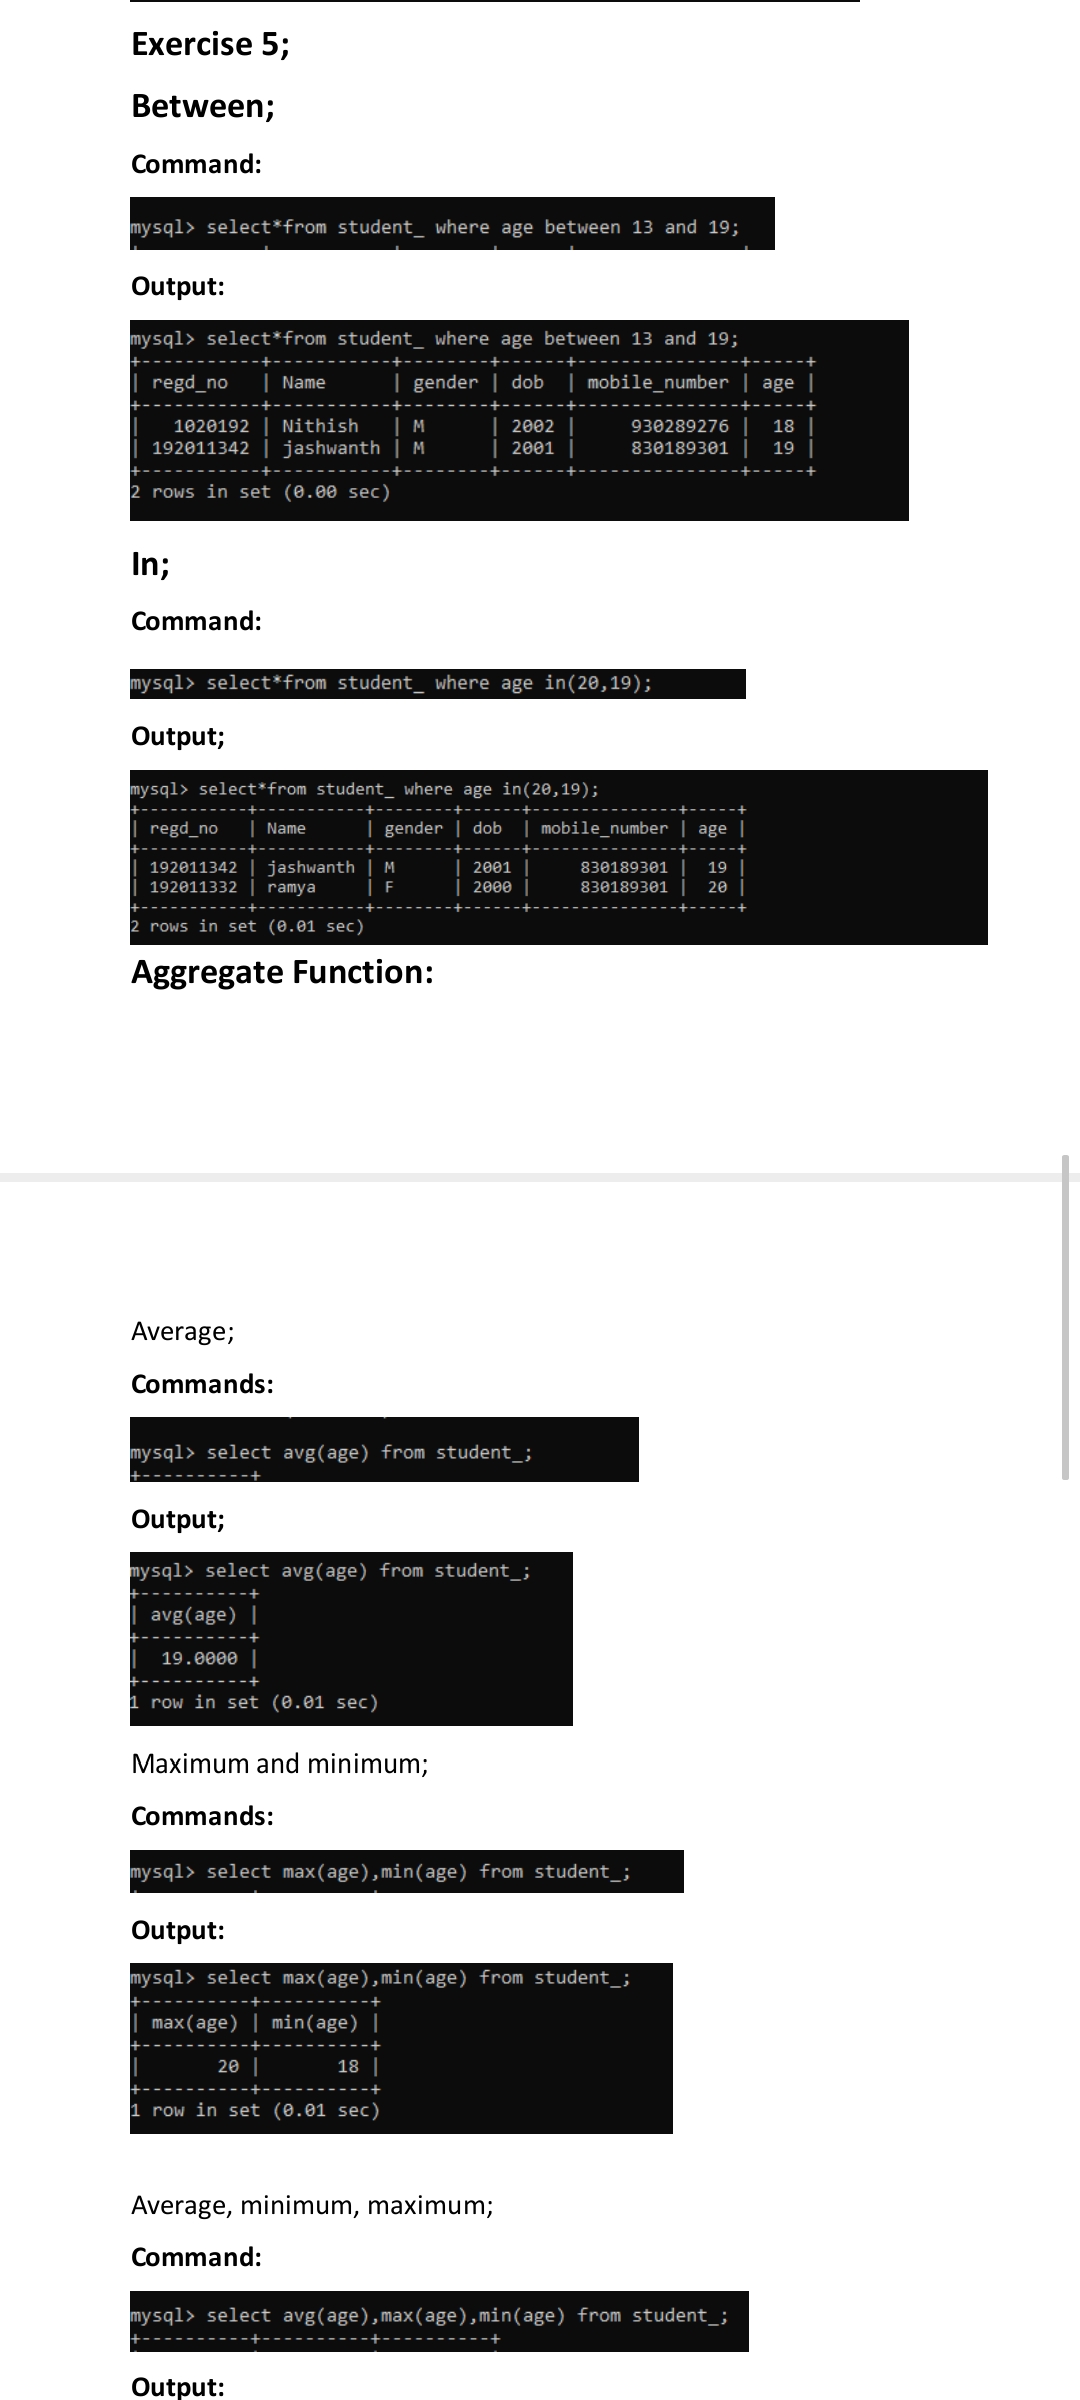 Exercise 5;
Between;
Command:
mysql> select*from student_ where age between 13 and 19;
Output:
mysql> select*from student_ where age between 13 and 19;
+-----------+-----------+--------+------+---------------+-----+
| regd_no   | Name      | gender | dob  | mobile_number | age |
+-----------+-----------+--------+------+---------------+-----+
|   1020192 | Nithish   | M      | 2002 |     930289276 |  18 |
| 192011342 | jashwanth | M      | 2001 |     830189301 |  19 |
+-----------+-----------+--------+------+---------------+-----+
2 rows in set (0.00 sec)
In;
Command:
mysql> select*from student_ where age in(20,19);
Output;
mysql> select*from student_ where age in(20,19);
+-----------+-----------+--------+------+---------------+-----+
| regd_no   | Name      | gender | dob  | mobile_number | age |
+-----------+-----------+--------+------+---------------+-----+
| 192011342 | jashwanth | M      | 2001 |     830189301 |  19 |
| 192011332 | ramya     | F      | 2000 |     830189301 |  20 |
+-----------+-----------+--------+------+---------------+-----+
2 rows in set (0.01 sec)
Aggregate Function:
Average;
Commands:
mysql> select avg(age) from student_;
+----------+
Output;
mysql> select avg(age) from student_;
+----------+
| avg(age) |
+----------+
|  19.0000 |
+----------+
1 row in set (0.01 sec)
Maximum and minimum;
Commands:
mysql> select max(age),min(age) from student_;
Output:
mysql> select max(age),min(age) from student_;
+----------+----------+
| max(age) | min(age) |
+----------+----------+
|       20 |       18 |
+----------+----------+
1 row in set (0.01 sec)
Average, minimum, maximum;
Command:
mysql> select avg(age),max(age),min(age) from student_;
+----------+----------+----------+
Output: